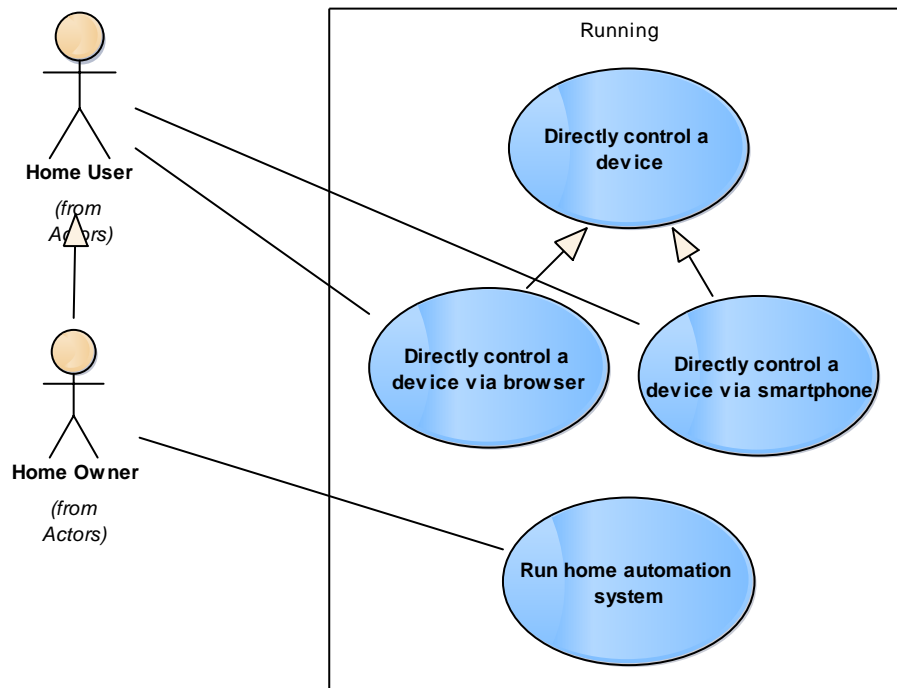 Running
Directly control a
device
Home User
(from
Actors)
Directly control a
device via browser
Directly control a
device via smartphone
Home Owner
(from
Actors)
Run home automation
system